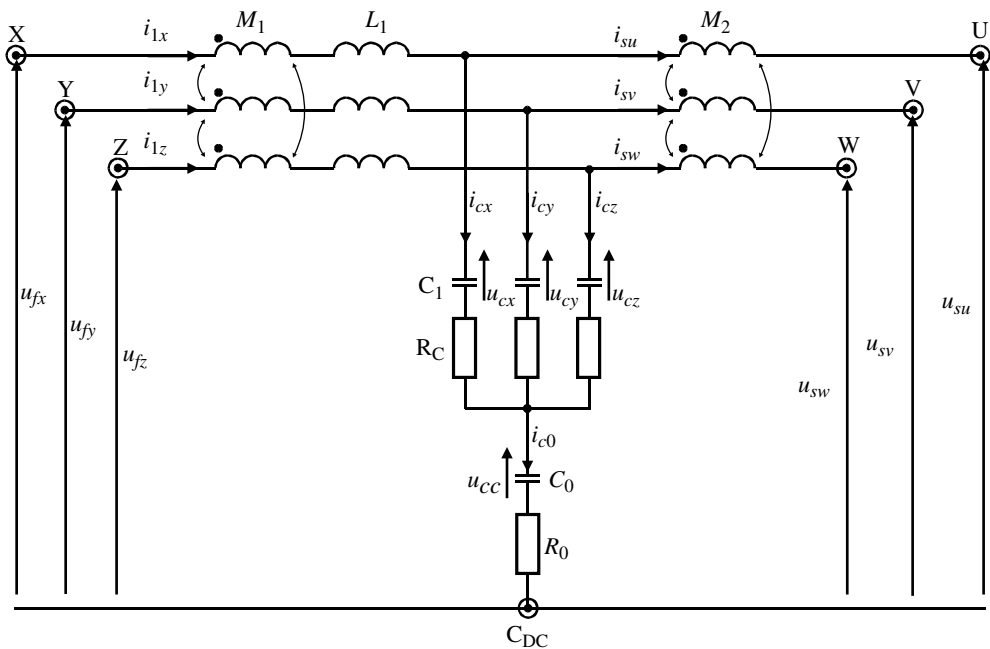 X i1x M1 L1 isu M2 U
Y i1y isv V
Z i1z isw W
icx icy icz
C1 ucx ucy ucz
ufx ufy ufz usu usv usw
RC
ic0
ucc C0
R0
CDC